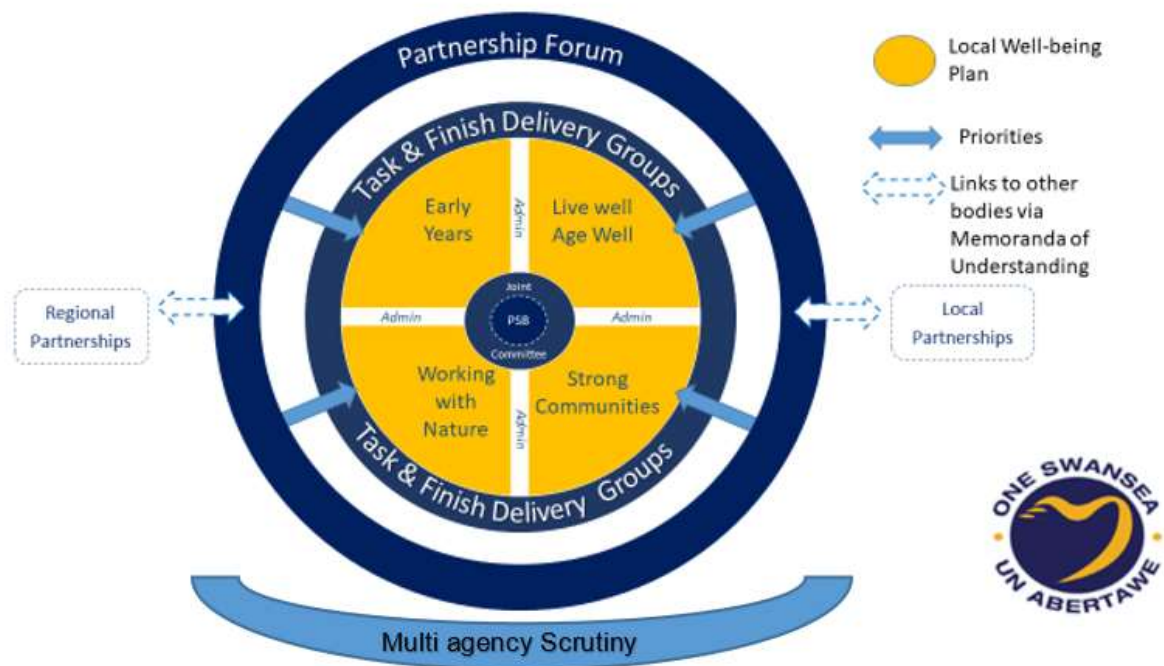 Partnership Forum
Task & Finish Delivery Groups
Early
Years
Admin
Live well
Age Well
Admin
Joint
PSB
Committee
Admin
Working
with
Nature
Admin
Strong
Communities
Task & Finish Delivery Groups
Regional
Partnerships
Local
Partnerships
Multi agency Scrutiny
Local Well-being
Plan
Priorities
Links to other
bodies via
Memoranda of
Understanding
ONE SWANSEA
UN ABERTAWE